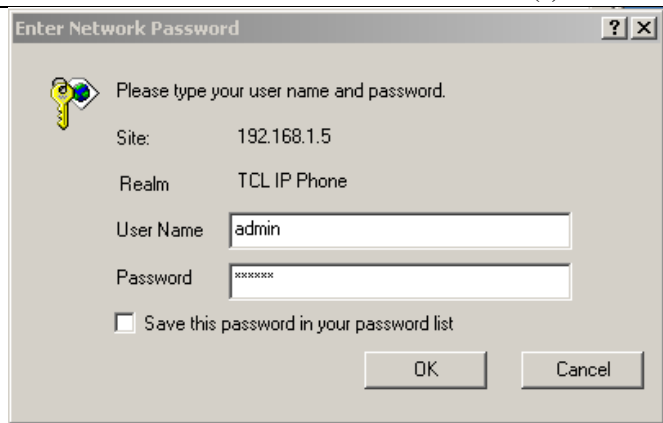 Enter Network Password
Please type your user name and password.
Site: 192.168.1.5
Realm TCL IP Phone
User Name admin
Password ××××××
Save this password in your password list
OK Cancel